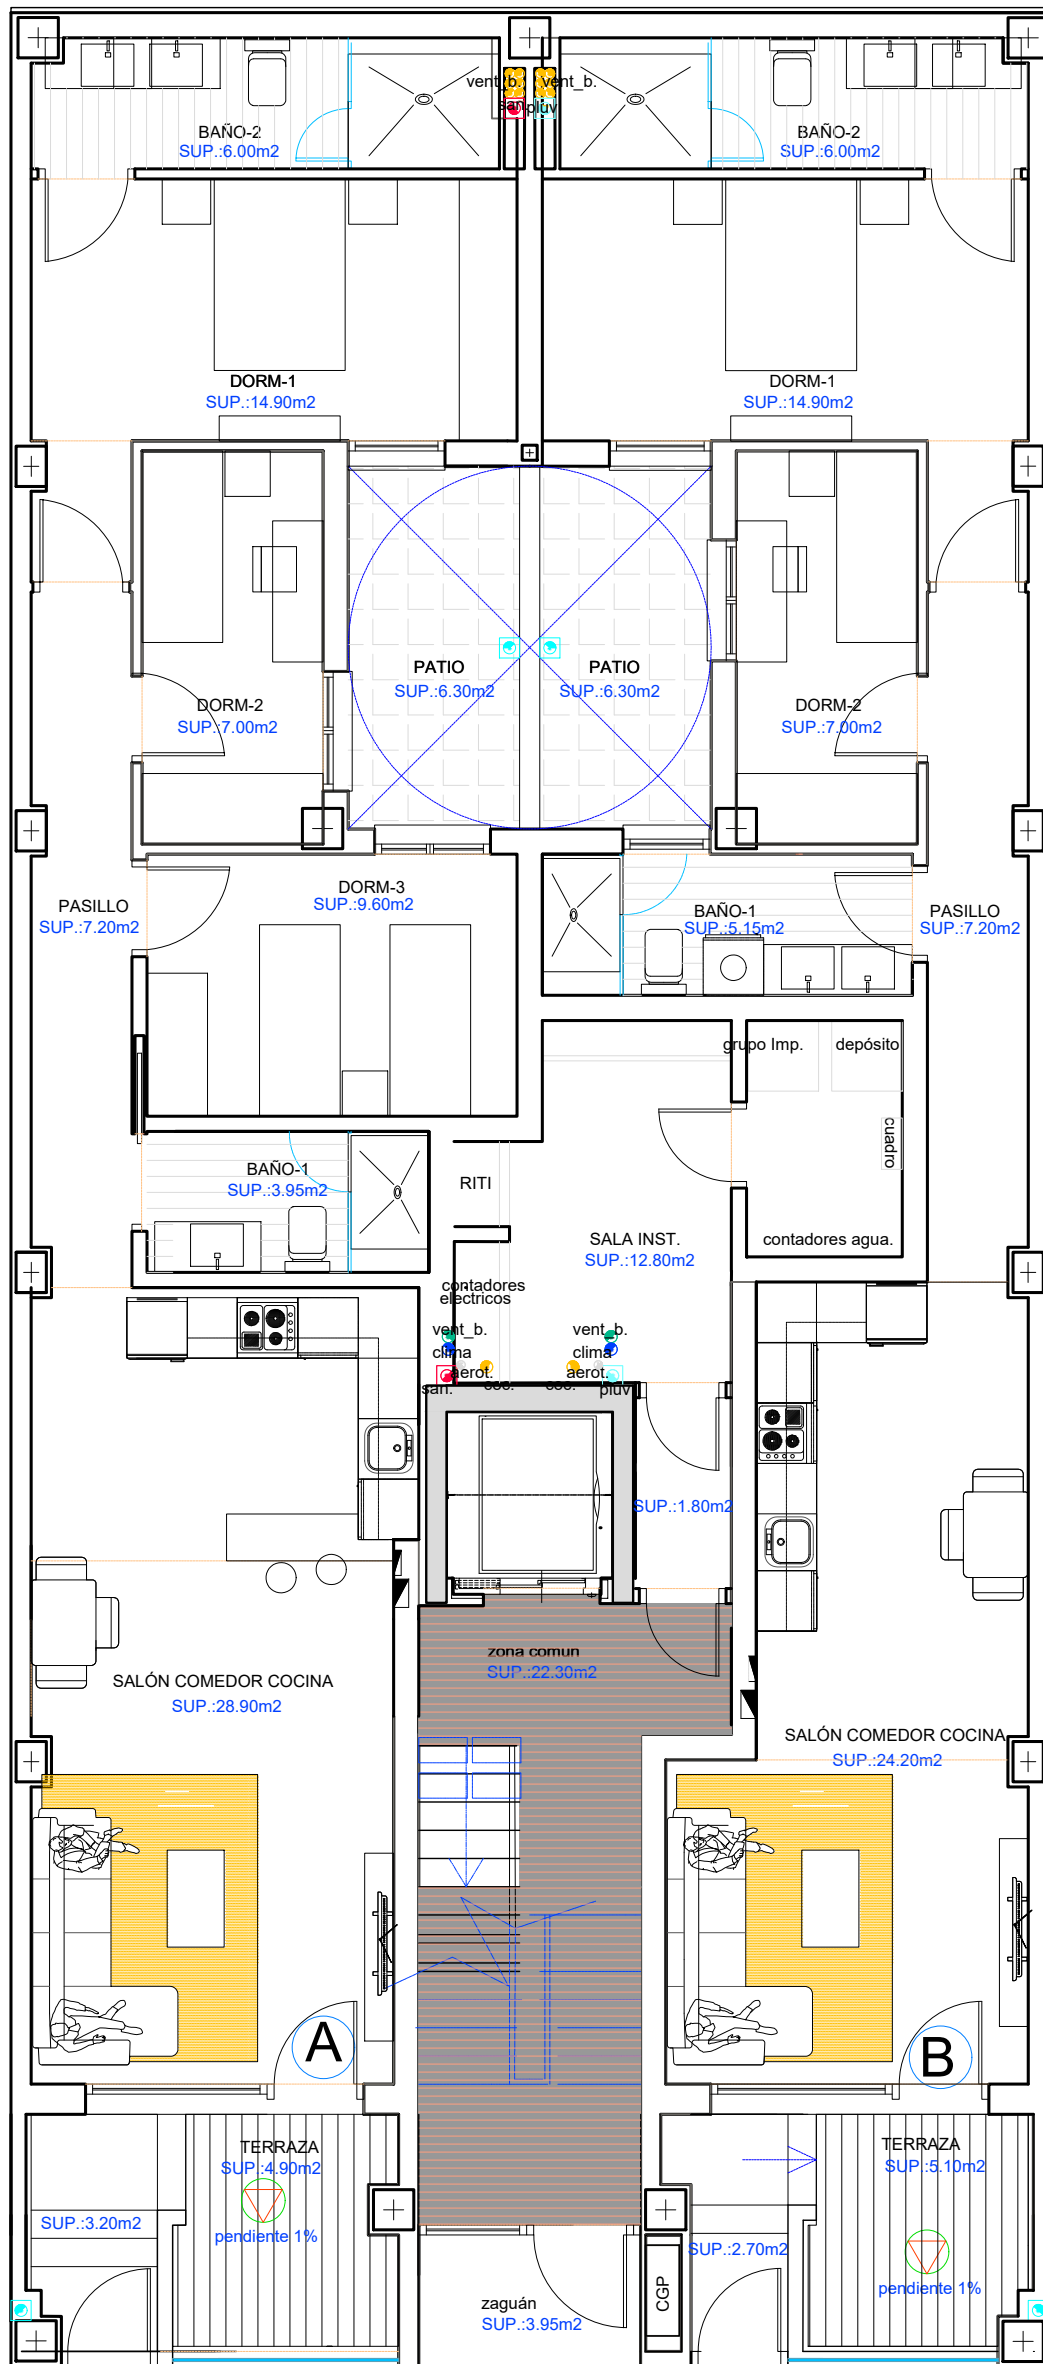 vent_b.
vent_b.
san.
pluv
BAÑO-2
SUP.:6.00m2
BAÑO-2
SUP.:6.00m2
DORM-1
SUP.:14.90m2
DORM-1
SUP.:14.90m2
PATIO
SUP.:6.30m2
PATIO
SUP.:6.30m2
DORM-2
SUP.:7.00m2
DORM-2
SUP.:7.00m2
DORM-3
SUP.:9.60m2
PASILLO
SUP.:7.20m2
BAÑO-1
SUP.:5.15m2
PASILLO
SUP.:7.20m2
grupo Imp.
depósito
cuadro
BAÑO-1
SUP.:3.95m2
RITI
SALA INST.
SUP.:12.80m2
contadores agua.
contadores
eléctricos
vent_b.
clima
aerot.
san.
vent_b.
clima
aerot.
pluv
SUP.:1.80m2
zona comun
SUP.:22.30m2
SALÓN COMEDOR COCINA
SUP.:28.90m2
SALÓN COMEDOR COCINA
SUP.:24.20m2
A
B
TERRAZA
SUP.:4.90m2
TERRAZA
SUP.:5.10m2
SUP.:3.20m2
pendiente 1%
SUP.:2.70m2
pendiente 1%
CGP
zaguán
SUP.:3.95m2